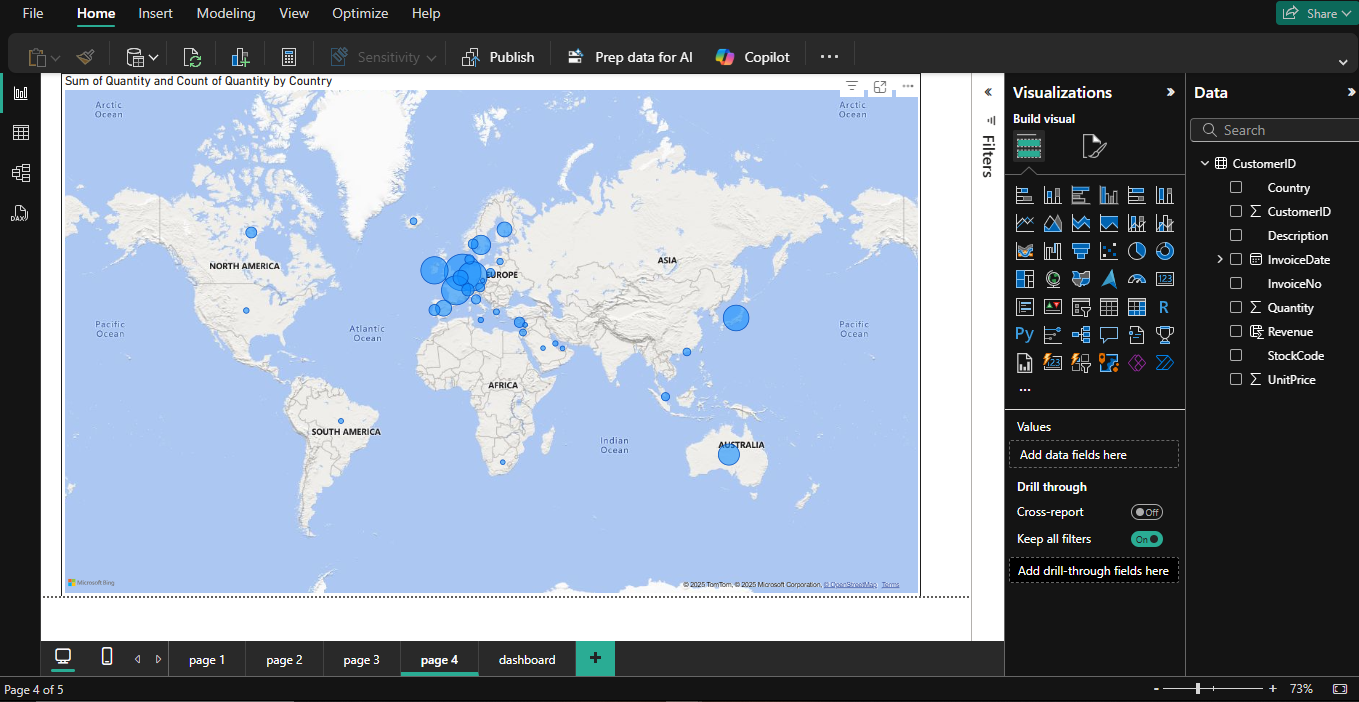 File Home Insert Modeling View Optimize Help Share
Sensitivity Publish Prep data for AI Copilot ...
Sum of Quantity and Count of Quantity by Country
Arctic
Ocean
Arctic
Ocean
NORTH AMERICA
EUROPE
ASIA
Pacific
Ocean
Atlantic
Ocean
Pacific
Ocean
AFRICA
SOUTH AMERICA
Indian
Ocean
AUSTRALIA
Microsoft Bing
© 2025 TomTom, © 2025 Microsoft Corporation, © OpenStreetMap Terms
Filters
Visualizations
Build visual
123
R
Py
123
...
Values
Add data fields here
Drill through
Cross-report Off
Keep all filters On
Add drill-through fields here
Data
Search
CustomerID
Country
CustomerID
Description
InvoiceDate
InvoiceNo
Quantity
Revenue
StockCode
UnitPrice
DAX
page 1 page 2 page 3 page 4 dashboard +
Page 4 of 5
- + 73%